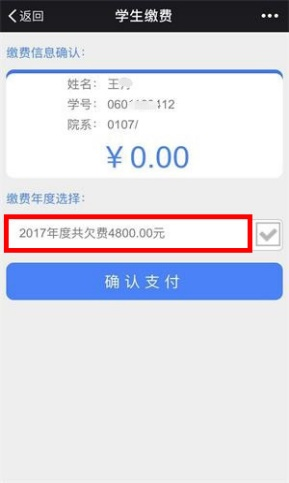 返回 学生缴费
缴费信息确认:
姓名: 王
学号: 060 412
院系: 0107/
¥0.00
缴费年度选择:
2017年度共欠费4800.00元
确认支付